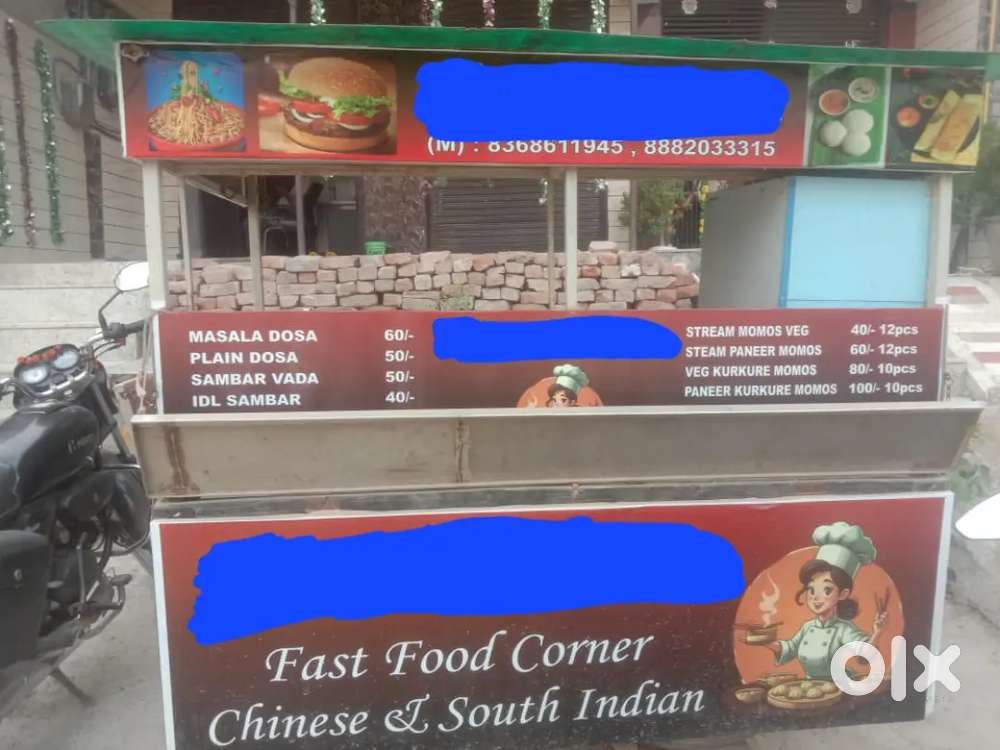 (M) : 8368611945 , 8882033315
MASALA DOSA 60/-
PLAIN DOSA 50/-
SAMBAR VADA 50/-
IDL SAMBAR 40/-
STREAM MOMOS VEG 40/- 12pcs
STEAM PANEER MOMOS 60/- 12pcs
VEG KURKURE MOMOS 80/- 10pcs
PANEER KURKURE MOMOS 100/- 10pcs
Fast Food Corner
Chinese & South Indian
olx